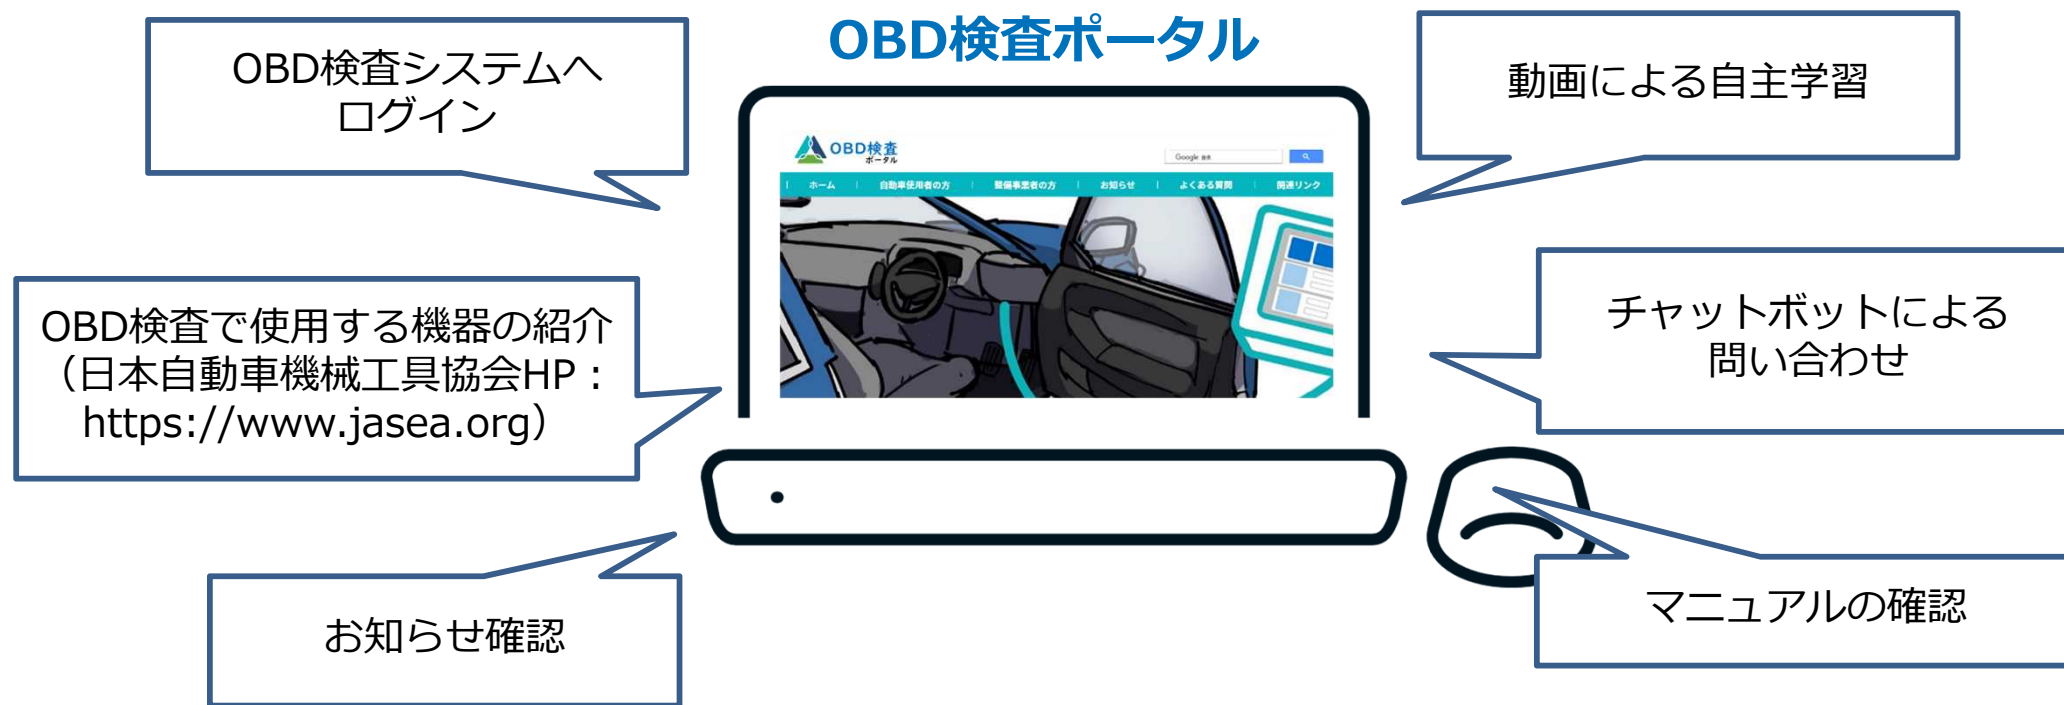 OBD検査ポータル
OBD検査システムへ
ログイン
動画による自主学習
OBD検査
ポータル
Google 検索
ホーム
自動車使用者の方
整備事業者の方
お知らせ
よくある質問
関連リンク
OBD検査で使用する機器の紹介
（日本自動車機械工具協会HP：
https://www.jasea.org）
チャットボットによる
問い合わせ
お知らせ確認
マニュアルの確認